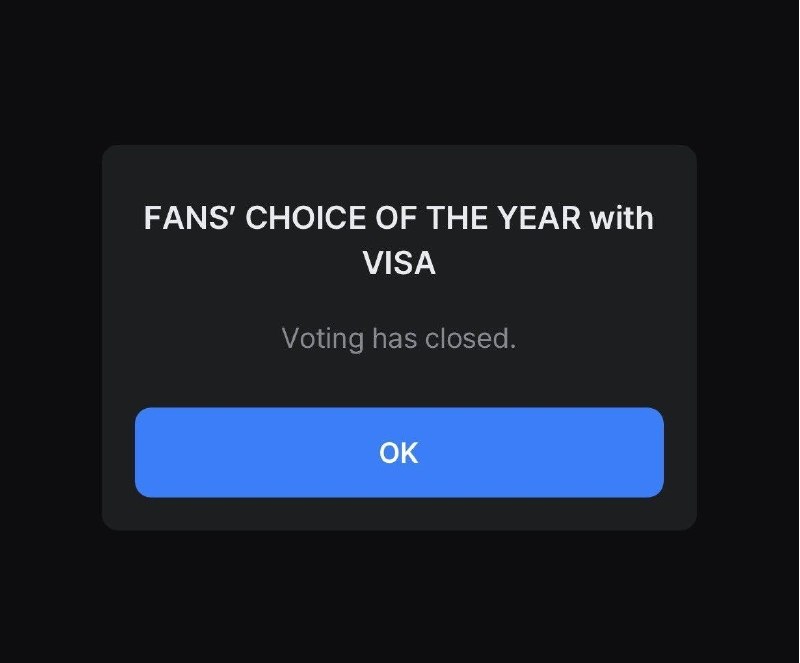 FANS’ CHOICE OF THE YEAR with
VISA
Voting has closed.
OK